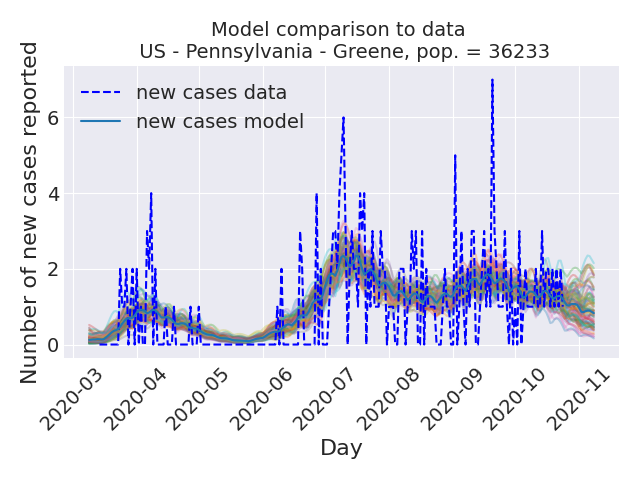 Model comparison to data
US - Pennsylvania - Greene, pop. = 36233
Number of new cases reported
6
4
2
0
new cases data
new cases model
2020-03
2020-04
2020-05
2020-06
2020-07
2020-08
2020-09
2020-10
2020-11
Day